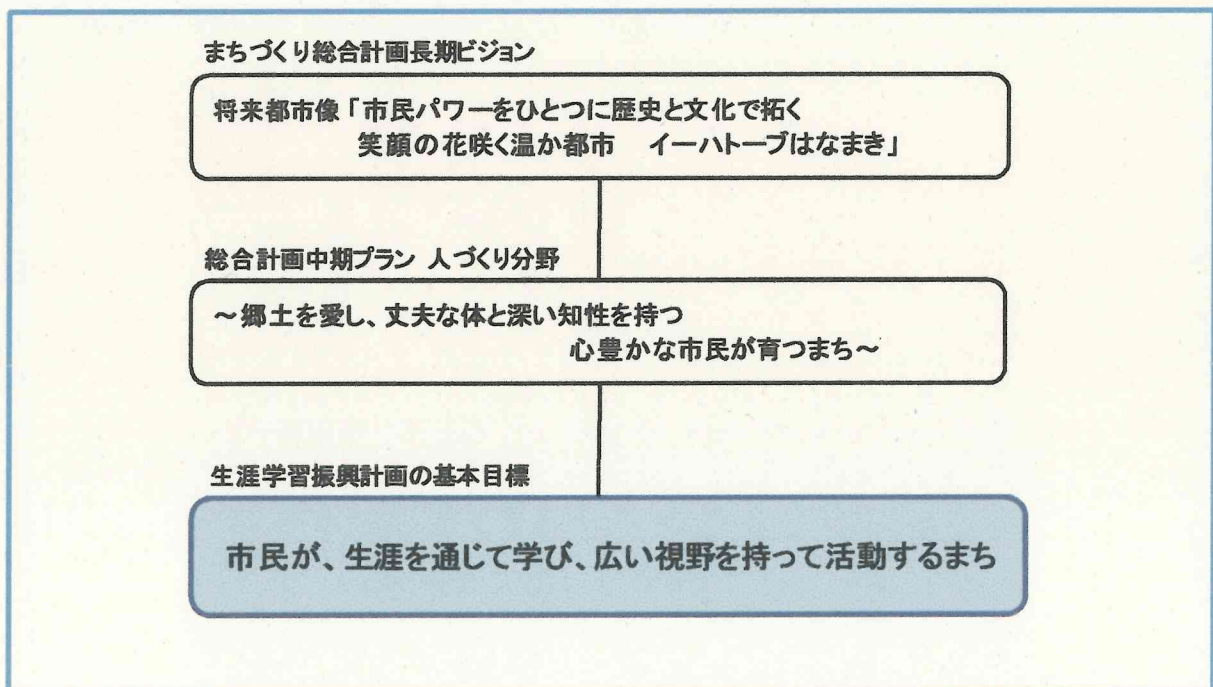 まちづくり総合計画長期ビジョン
将来都市像「市民パワーをひとつに歴史と文化で拓く
笑顔の花咲く温か都市　イーハトーブはなまき」
総合計画中期プラン 人づくり分野
～郷土を愛し、丈夫な体と深い知性を持つ
心豊かな市民が育つまち～
生涯学習振興計画の基本目標
市民が、生涯を通じて学び、広い視野を持って活動するまち